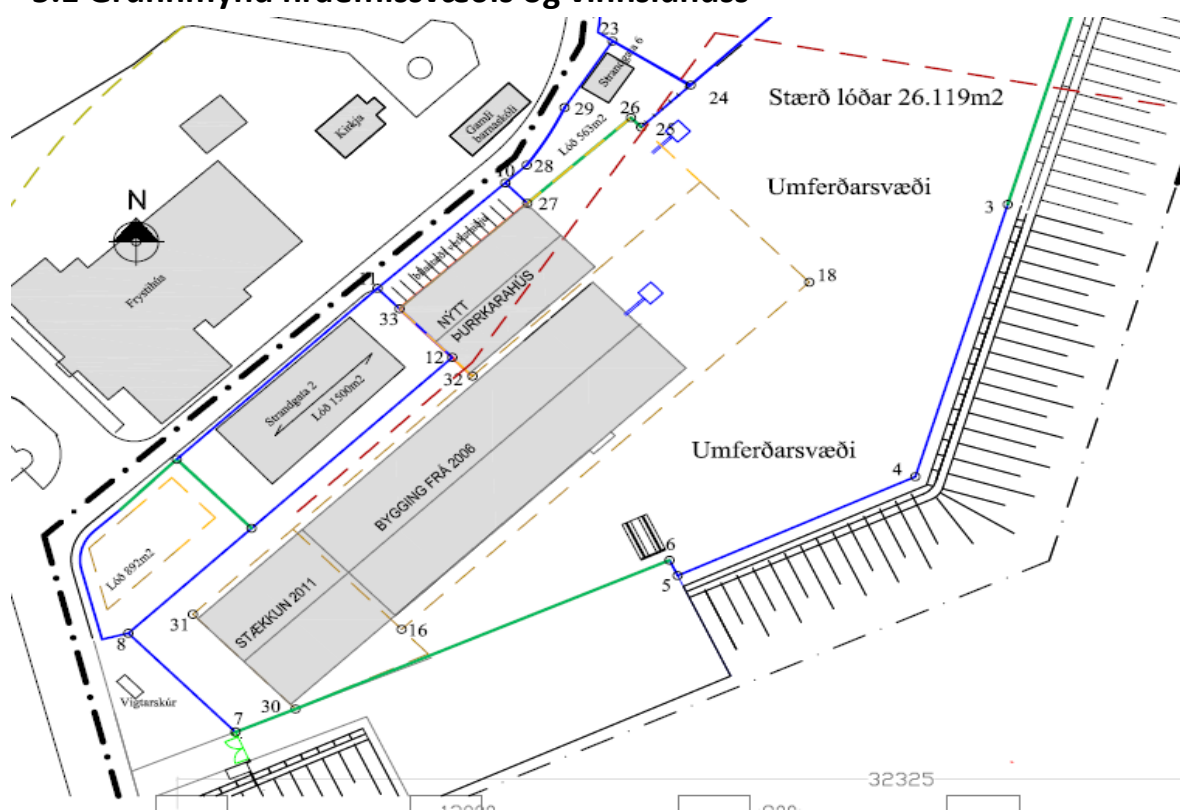 23
Strandgata 6
24
Stærð lóðar 26.119m2
29
26
25
Kirkja
Gamli
barnaskóli
Lóð 563m2
28
10
27
Umferðarsvæði
3
N
Frystihús
18
33
NÝTT
ÞURRKARAHÚS
12
32
Strandgata 2
Lóð 1500m2
Umferðarsvæði
4
BYGGING FRÁ 2006
6
5
Lóð 892m2
31
STÆKKUN 2011
16
8
Vigtarskúr
30
7
32325